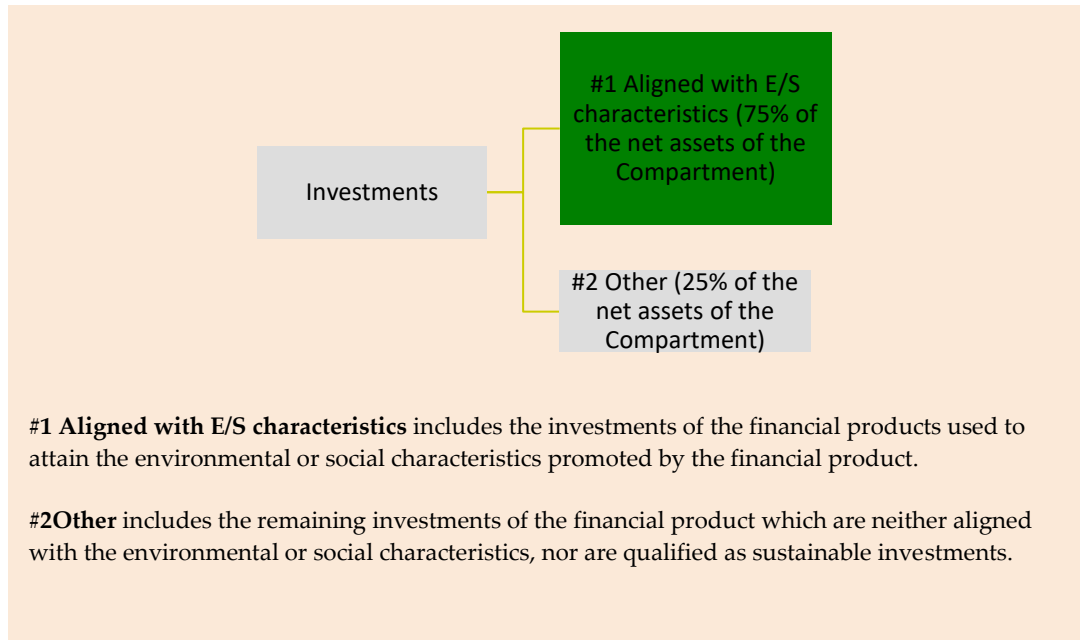 #1 Aligned with E/S
characteristics (75% of
the net assets of the
Compartment)
Investments
#2 Other (25% of the
net assets of the
Compartment)
#1 Aligned with E/S characteristics includes the investments of the financial products used to
attain the environmental or social characteristics promoted by the financial product.
#2Other includes the remaining investments of the financial product which are neither aligned
with the environmental or social characteristics, nor are qualified as sustainable investments.